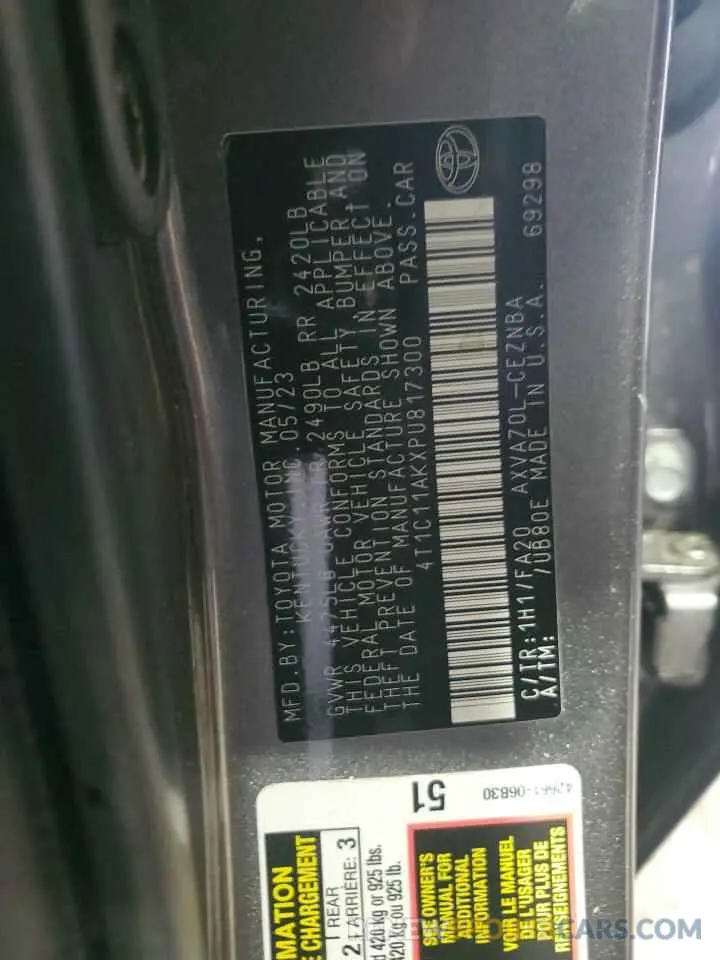 MFD.BY:TOYOTA MOTOR MANUFACTURING,
KENTUCKY, INC. 05/23
GVWR 4475LB GAWR FR 2490LB RR 2420LB
THIS VEHICLE CONFORMS TO ALL APPLICABLE
FEDERAL MOTOR VEHICLE SAFETY, BUMPER, AND
THEFT PREVENTION STANDARDS IN EFFECT ON
THE DATE OF MANUFACTURE SHOWN ABOVE.
4T1C11AKXPU817300 PASS.CAR
C/TR:1H1/FA20 AXVA70L-CEZNBA
A/TM: /UB80E MADE IN U.S.A. 69298
51
42661-06B30
MATION
E CHARGEMENT
2 REAR
ARRIÈRE: 3
d 420 kg or 925 lbs.
420 kg ou 925 lb.
SEE OWNER'S
MANUAL FOR
ADDITIONAL
INFORMATION
VOIR LE MANUEL
DE L'USAGER
POUR PLUS DE
RENSEIGNEMENTS